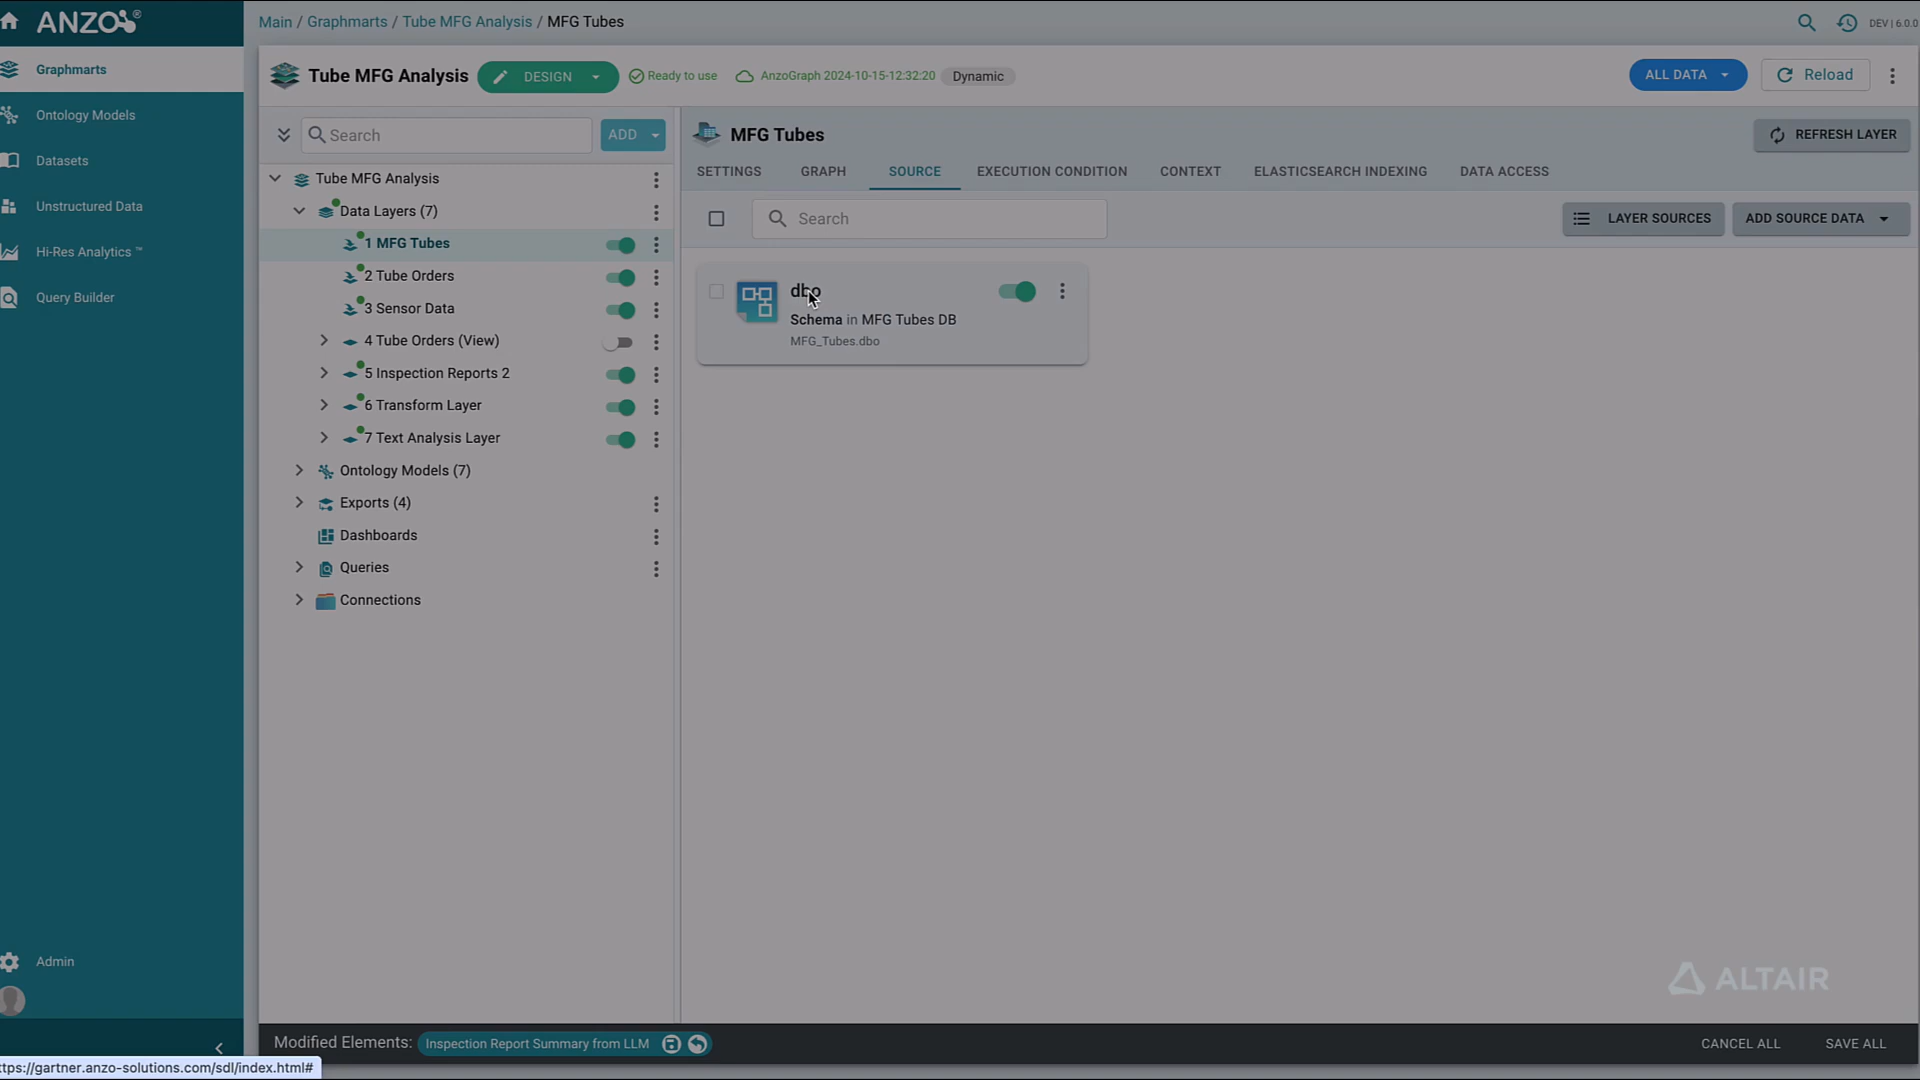 ANZO®
Graphmarts
Ontology Models
Datasets
Unstructured Data
Hi-Res Analytics ™
Query Builder
Admin
Main / Graphmarts / Tube MFG Analysis / MFG Tubes
DEV | 6.0.0
Tube MFG Analysis
DESIGN
Ready to use
AnzoGraph 2024-10-15-12:32:20
Dynamic
ALL DATA
Reload
Search
ADD
Tube MFG Analysis
Data Layers (7)
1 MFG Tubes
2 Tube Orders
3 Sensor Data
4 Tube Orders (View)
5 Inspection Reports 2
6 Transform Layer
7 Text Analysis Layer
Ontology Models (7)
Exports (4)
Dashboards
Queries
Connections
MFG Tubes
REFRESH LAYER
SETTINGS
GRAPH
SOURCE
EXECUTION CONDITION
CONTEXT
ELASTICSEARCH INDEXING
DATA ACCESS
Search
LAYER SOURCES
ADD SOURCE DATA
dbo
Schema in MFG Tubes DB
MFG_Tubes.dbo
ALTAIR
Modified Elements:
Inspection Report Summary from LLM
CANCEL ALL
SAVE ALL
ttps://gartner.anzo-solutions.com/sdl/index.html#